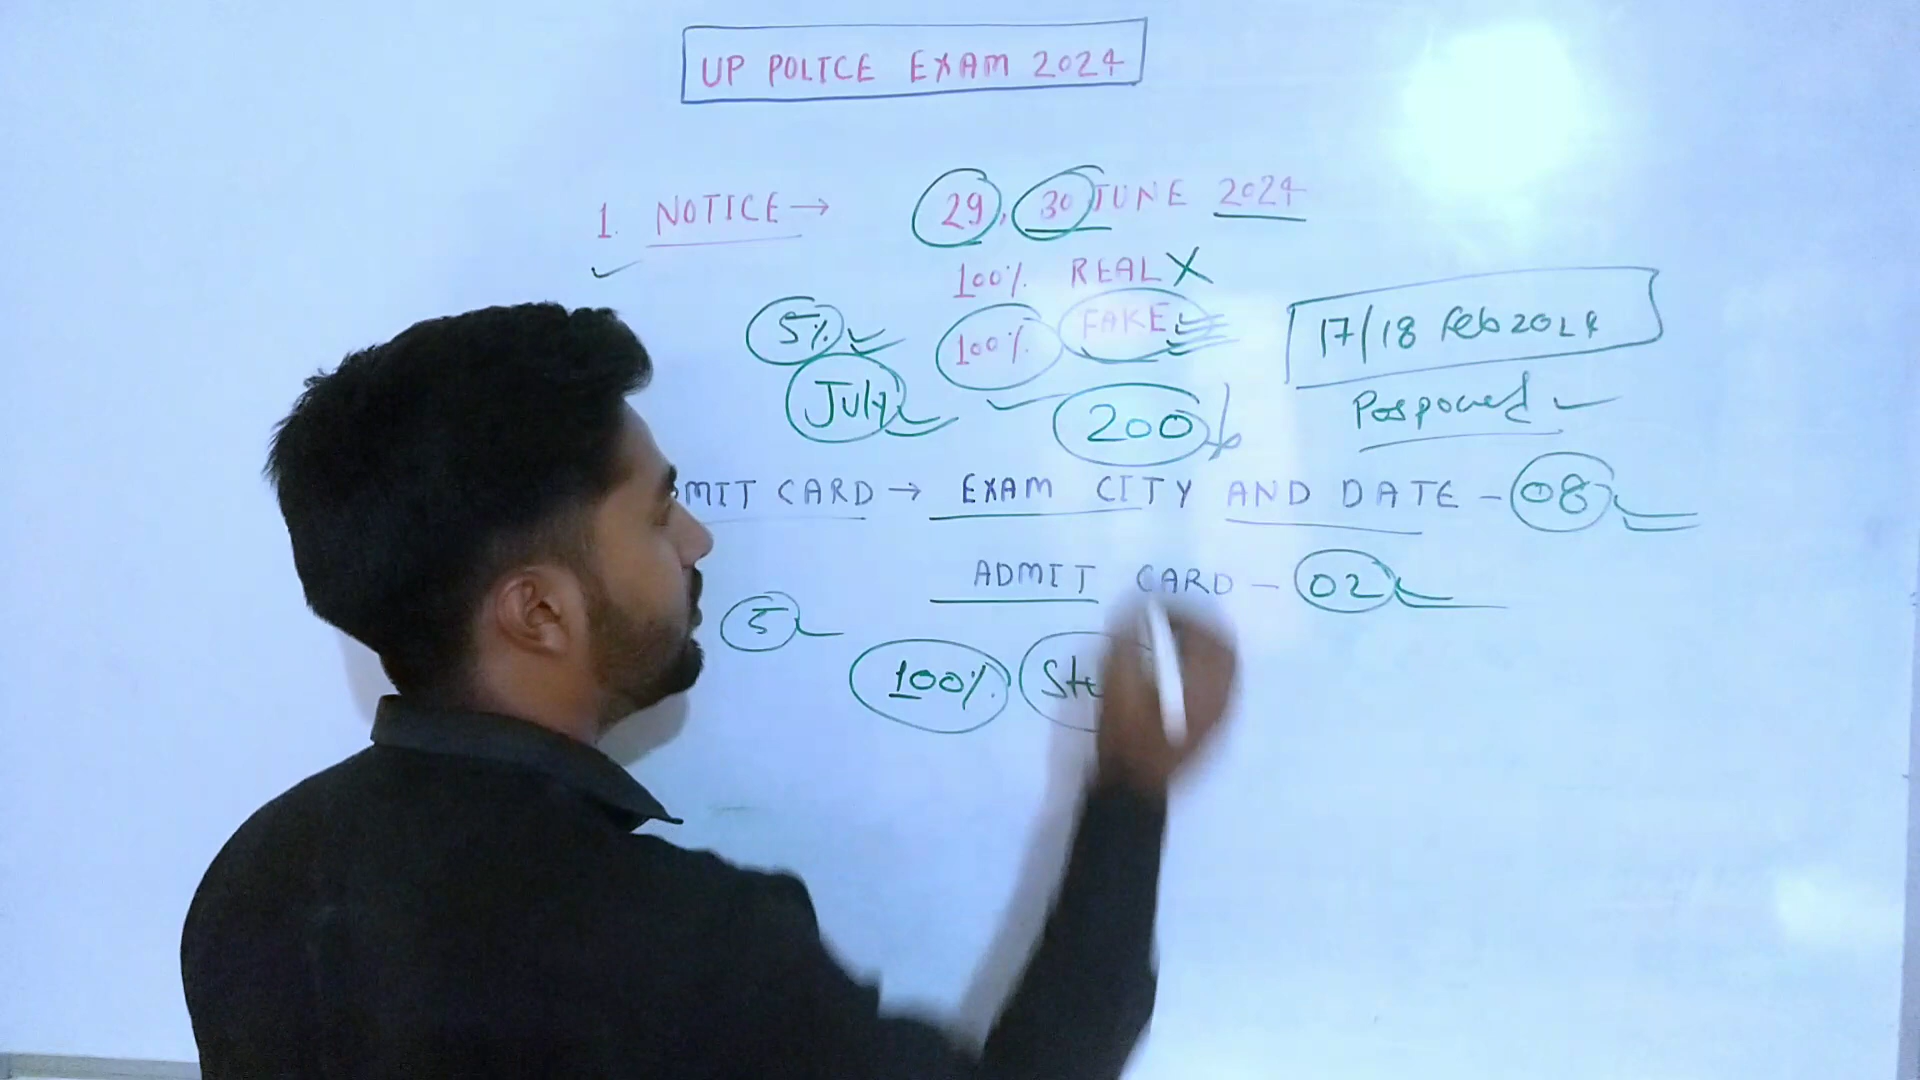 UP POLICE EXAM 2024
1. NOTICE → 29, 30 JUNE 2024
100% REAL X
5% 100% FAKE 17/18 Feb 2024
July 200 Posponed
MIT CARD → EXAM CITY AND DATE - 08
ADMIT CARD - 02
5
100%